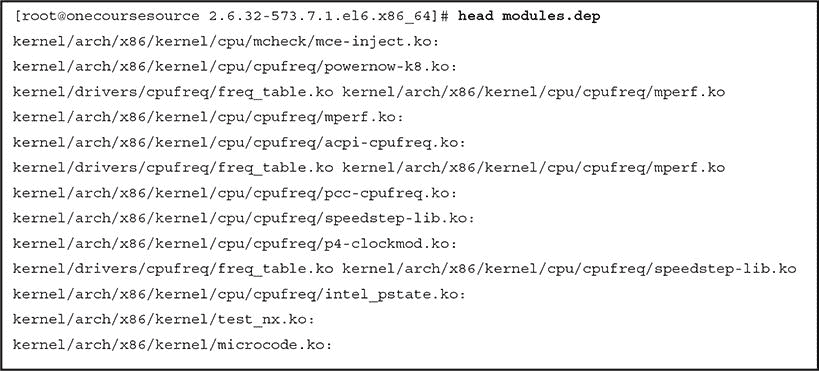 [root@onecoursesource 2.6.32-573.7.1.el6.x86_64]# head modules.dep
kernel/arch/x86/kernel/cpu/mcheck/mce-inject.ko:
kernel/arch/x86/kernel/cpu/cpufreq/powernow-k8.ko:
kernel/drivers/cpufreq/freq_table.ko kernel/arch/x86/kernel/cpu/cpufreq/mperf.ko
kernel/arch/x86/kernel/cpu/cpufreq/mperf.ko:
kernel/arch/x86/kernel/cpu/cpufreq/acpi-cpufreq.ko:
kernel/drivers/cpufreq/freq_table.ko kernel/arch/x86/kernel/cpu/cpufreq/mperf.ko
kernel/arch/x86/kernel/cpu/cpufreq/pcc-cpufreq.ko:
kernel/arch/x86/kernel/cpu/cpufreq/speedstep-lib.ko:
kernel/arch/x86/kernel/cpu/cpufreq/p4-clockmod.ko:
kernel/drivers/cpufreq/freq_table.ko kernel/arch/x86/kernel/cpu/cpufreq/speedstep-lib.ko
kernel/arch/x86/kernel/cpu/cpufreq/intel_pstate.ko:
kernel/arch/x86/kernel/test_nx.ko:
kernel/arch/x86/kernel/microcode.ko: